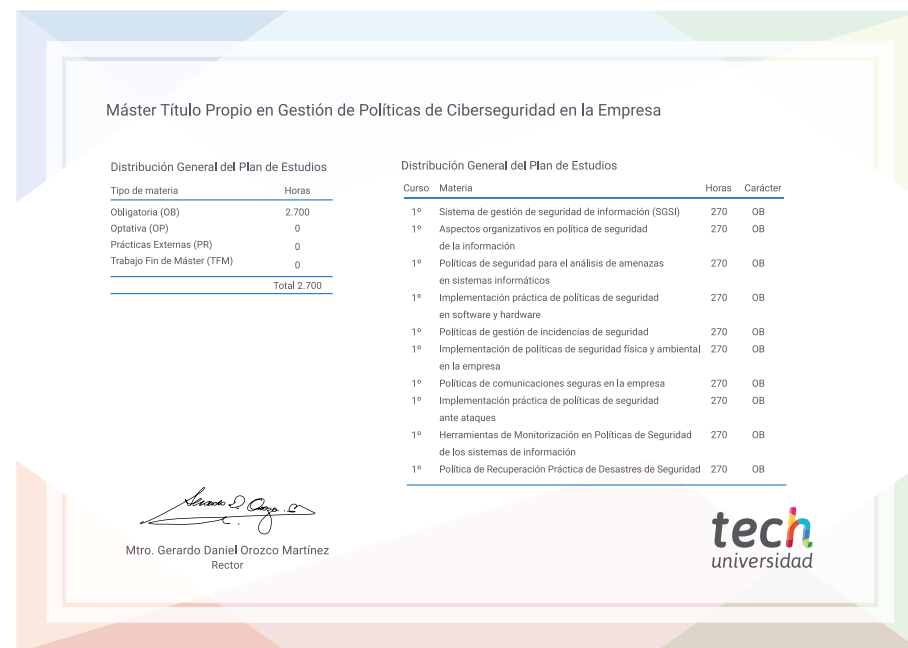 Máster Título Propio en Gestión de Políticas de Ciberseguridad en la Empresa
Distribución General del Plan de Estudios
Tipo de materia Horas
Obligatoria (OB) 2.700
Optativa (OP) 0
Prácticas Externas (PR) 0
Trabajo Fin de Máster (TFM) 0
Total 2.700
Distribución General del Plan de Estudios
Curso Materia Horas Carácter
1º Sistema de gestión de seguridad de información (SGSI) 270 OB
1º Aspectos organizativos en política de seguridad 270 OB
de la información
1º Políticas de seguridad para el análisis de amenazas 270 OB
en sistemas informáticos
1º Implementación práctica de políticas de seguridad 270 OB
en software y hardware
1º Políticas de gestión de incidencias de seguridad 270 OB
1º Implementación de políticas de seguridad física y ambiental 270 OB
en la empresa
1º Políticas de comunicaciones seguras en la empresa 270 OB
1º Implementación práctica de políticas de seguridad 270 OB
ante ataques
1º Herramientas de Monitorización en Políticas de Seguridad 270 OB
de los sistemas de información
1º Política de Recuperación Práctica de Desastres de Seguridad 270 OB
Mtro. Gerardo Daniel Orozco Martínez
Rector
tech
universidad